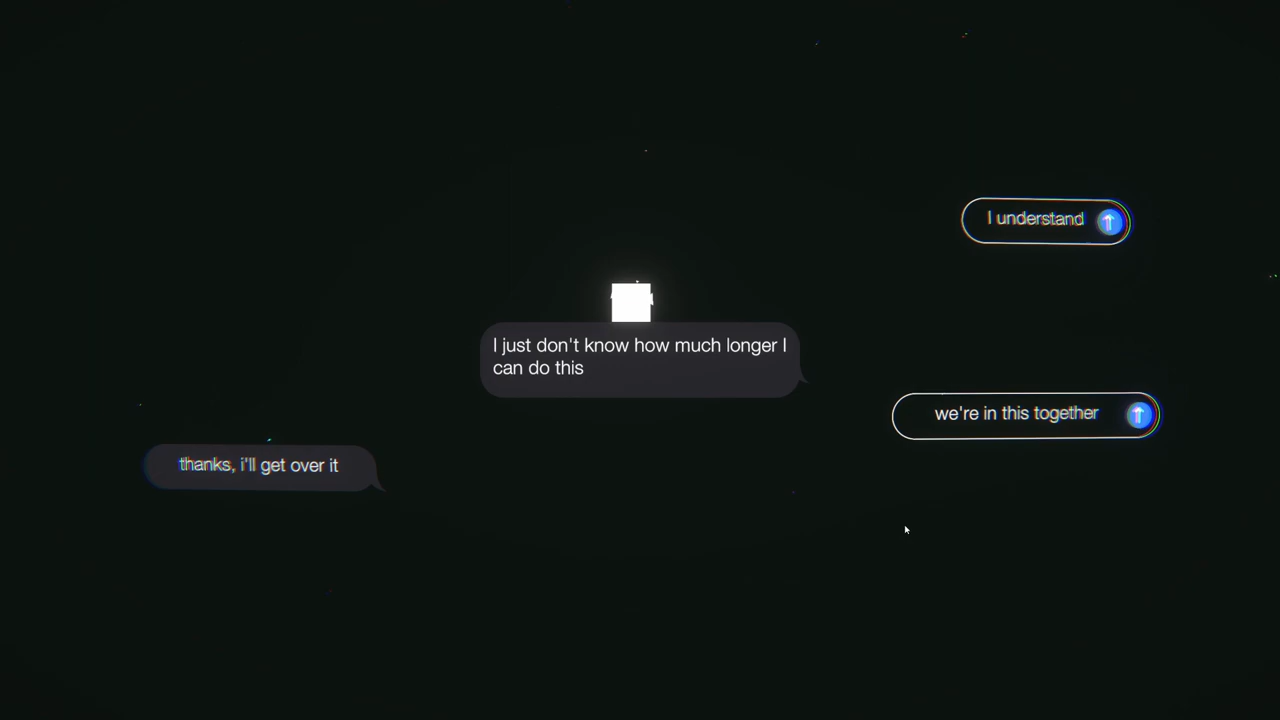 I understand
I just don't know how much longer I
can do this
we're in this together
thanks, i'll get over it